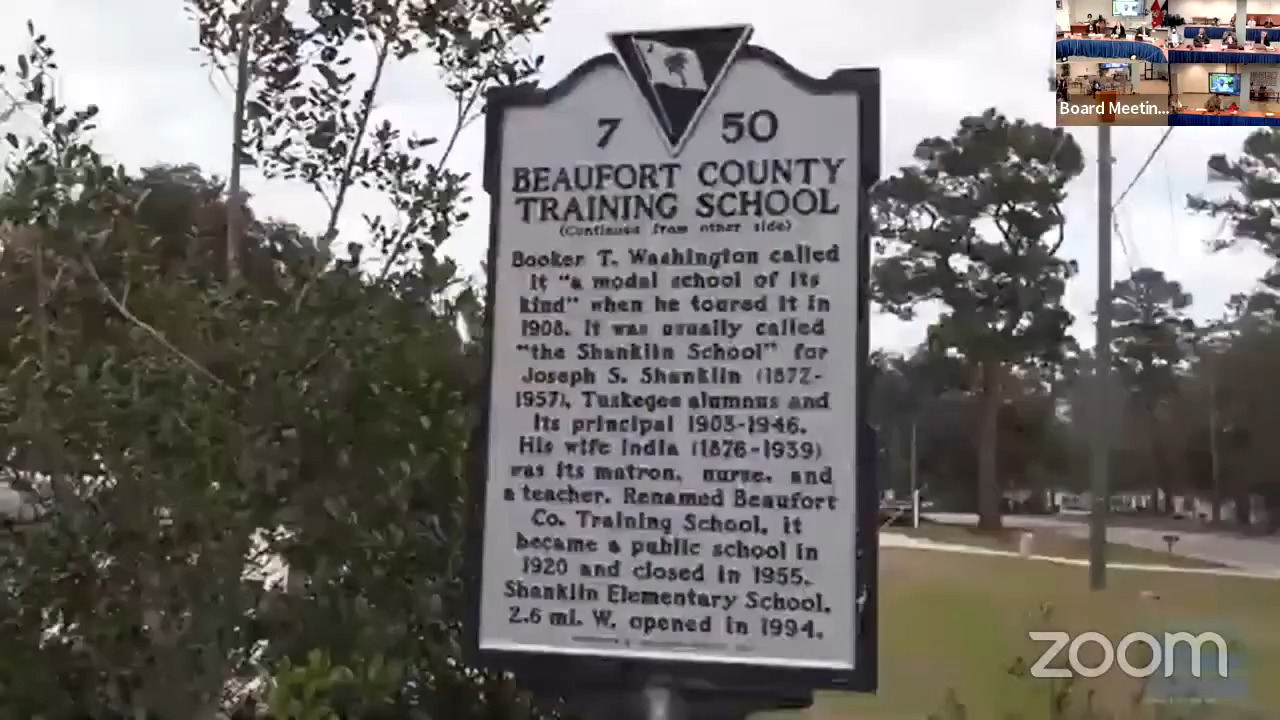 Board Meetin...
7 50
BEAUFORT COUNTY
TRAINING SCHOOL
(Continued from other side)
Booker T. Washington called
it "a model school of its
kind" when he toured it in
1908. It was usually called
"the Shanklin School" for
Joseph S. Shanklin (1872-
1957), Tuskegee alumnus and
its principal 1903-1946.
His wife India (1876-1939)
was its matron, nurse, and
a teacher. Renamed Beaufort
Co. Training School, it
became a public school in
1920 and closed in 1955.
Shanklin Elementary School,
2.6 mi. W, opened in 1994.
zoom